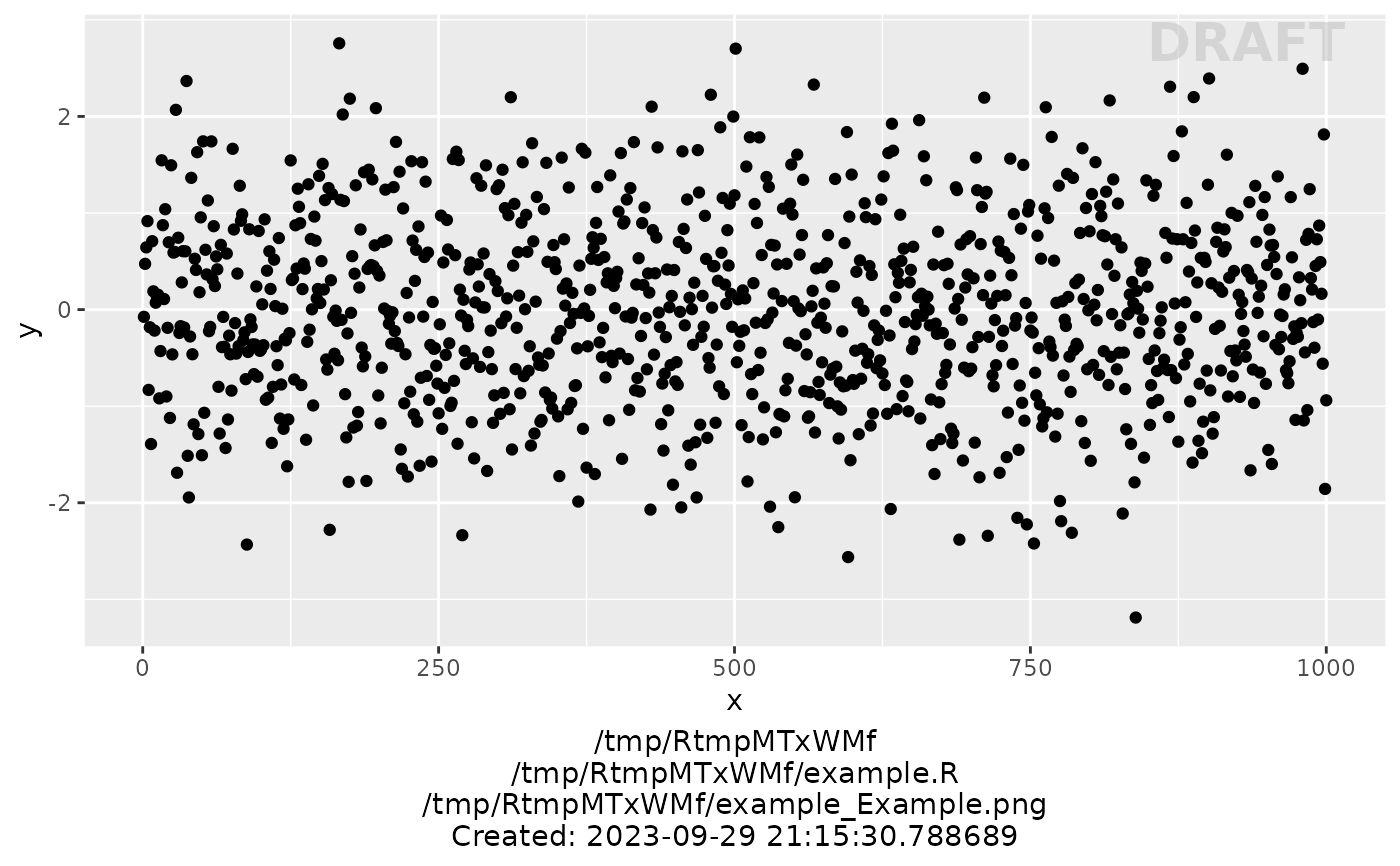 DRAFT
2
0
-2
y
0 250 500 750 1000
x
/tmp/RtmpMTxWMf
/tmp/RtmpMTxWMf/example.R
/tmp/RtmpMTxWMf/example_Example.png
Created: 2023-09-29 21:15:30.788689